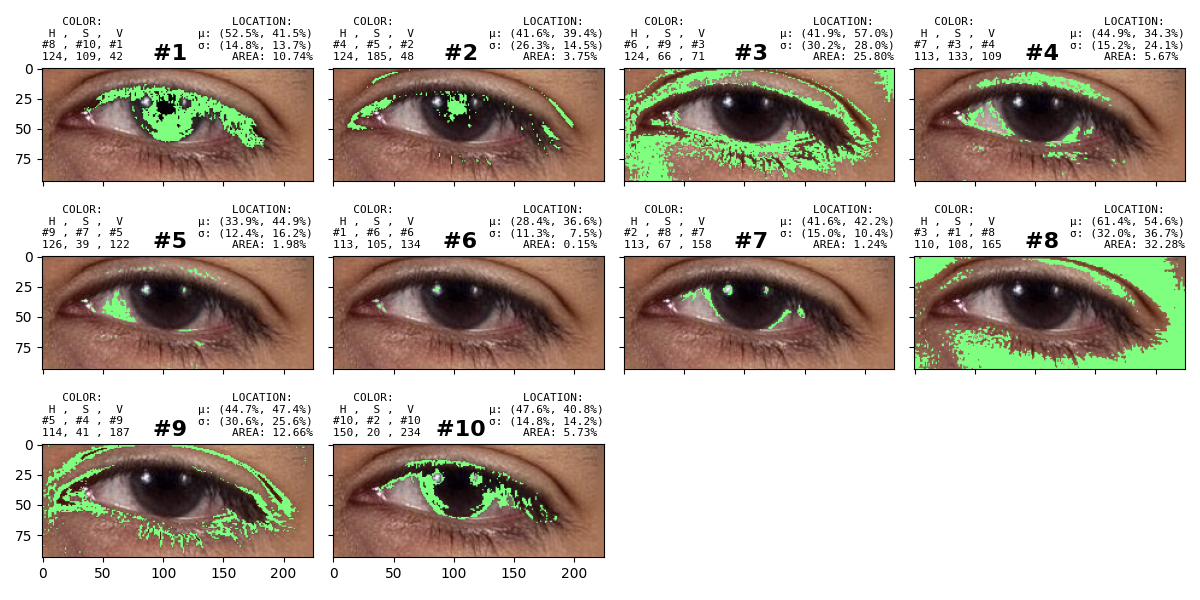 COLOR: LOCATION:
H , S , V μ: (52.5%, 41.5%)
#8 , #10, #1 σ: (14.8%, 13.7%)
124, 109, 42 #1 AREA: 10.74%
COLOR: LOCATION:
H , S , V μ: (41.6%, 39.4%)
#4 , #5 , #2 σ: (26.3%, 14.5%)
124, 185, 48 #2 AREA: 3.75%
COLOR: LOCATION:
H , S , V μ: (41.9%, 57.0%)
#6 , #9 , #3 σ: (30.2%, 28.0%)
124, 66 , 71 #3 AREA: 25.80%
COLOR: LOCATION:
H , S , V μ: (44.9%, 34.3%)
#7 , #3 , #4 σ: (15.2%, 24.1%)
113, 133, 109 #4 AREA: 5.67%
0
25
50
75
COLOR: LOCATION:
H , S , V μ: (33.9%, 44.9%)
#9 , #7 , #5 σ: (12.4%, 16.2%)
126, 39 , 122 #5 AREA: 1.98%
COLOR: LOCATION:
H , S , V μ: (28.4%, 36.6%)
#1 , #6 , #6 σ: (11.3%, 7.5%)
113, 105, 134 #6 AREA: 0.15%
COLOR: LOCATION:
H , S , V μ: (41.6%, 42.2%)
#2 , #8 , #7 σ: (15.0%, 10.4%)
113, 67 , 158 #7 AREA: 1.24%
COLOR: LOCATION:
H , S , V μ: (61.4%, 54.6%)
#3 , #1 , #8 σ: (32.0%, 36.7%)
110, 108, 165 #8 AREA: 32.28%
0
25
50
75
COLOR: LOCATION:
H , S , V μ: (44.7%, 47.4%)
#5 , #4 , #9 σ: (30.6%, 25.6%)
114, 41 , 187 #9 AREA: 12.66%
COLOR: LOCATION:
H , S , V μ: (47.6%, 40.8%)
#10, #2 , #10 σ: (14.8%, 14.2%)
150, 20 , 234 #10 AREA: 5.73%
0
25
50
75
0 50 100 150 200
0 50 100 150 200